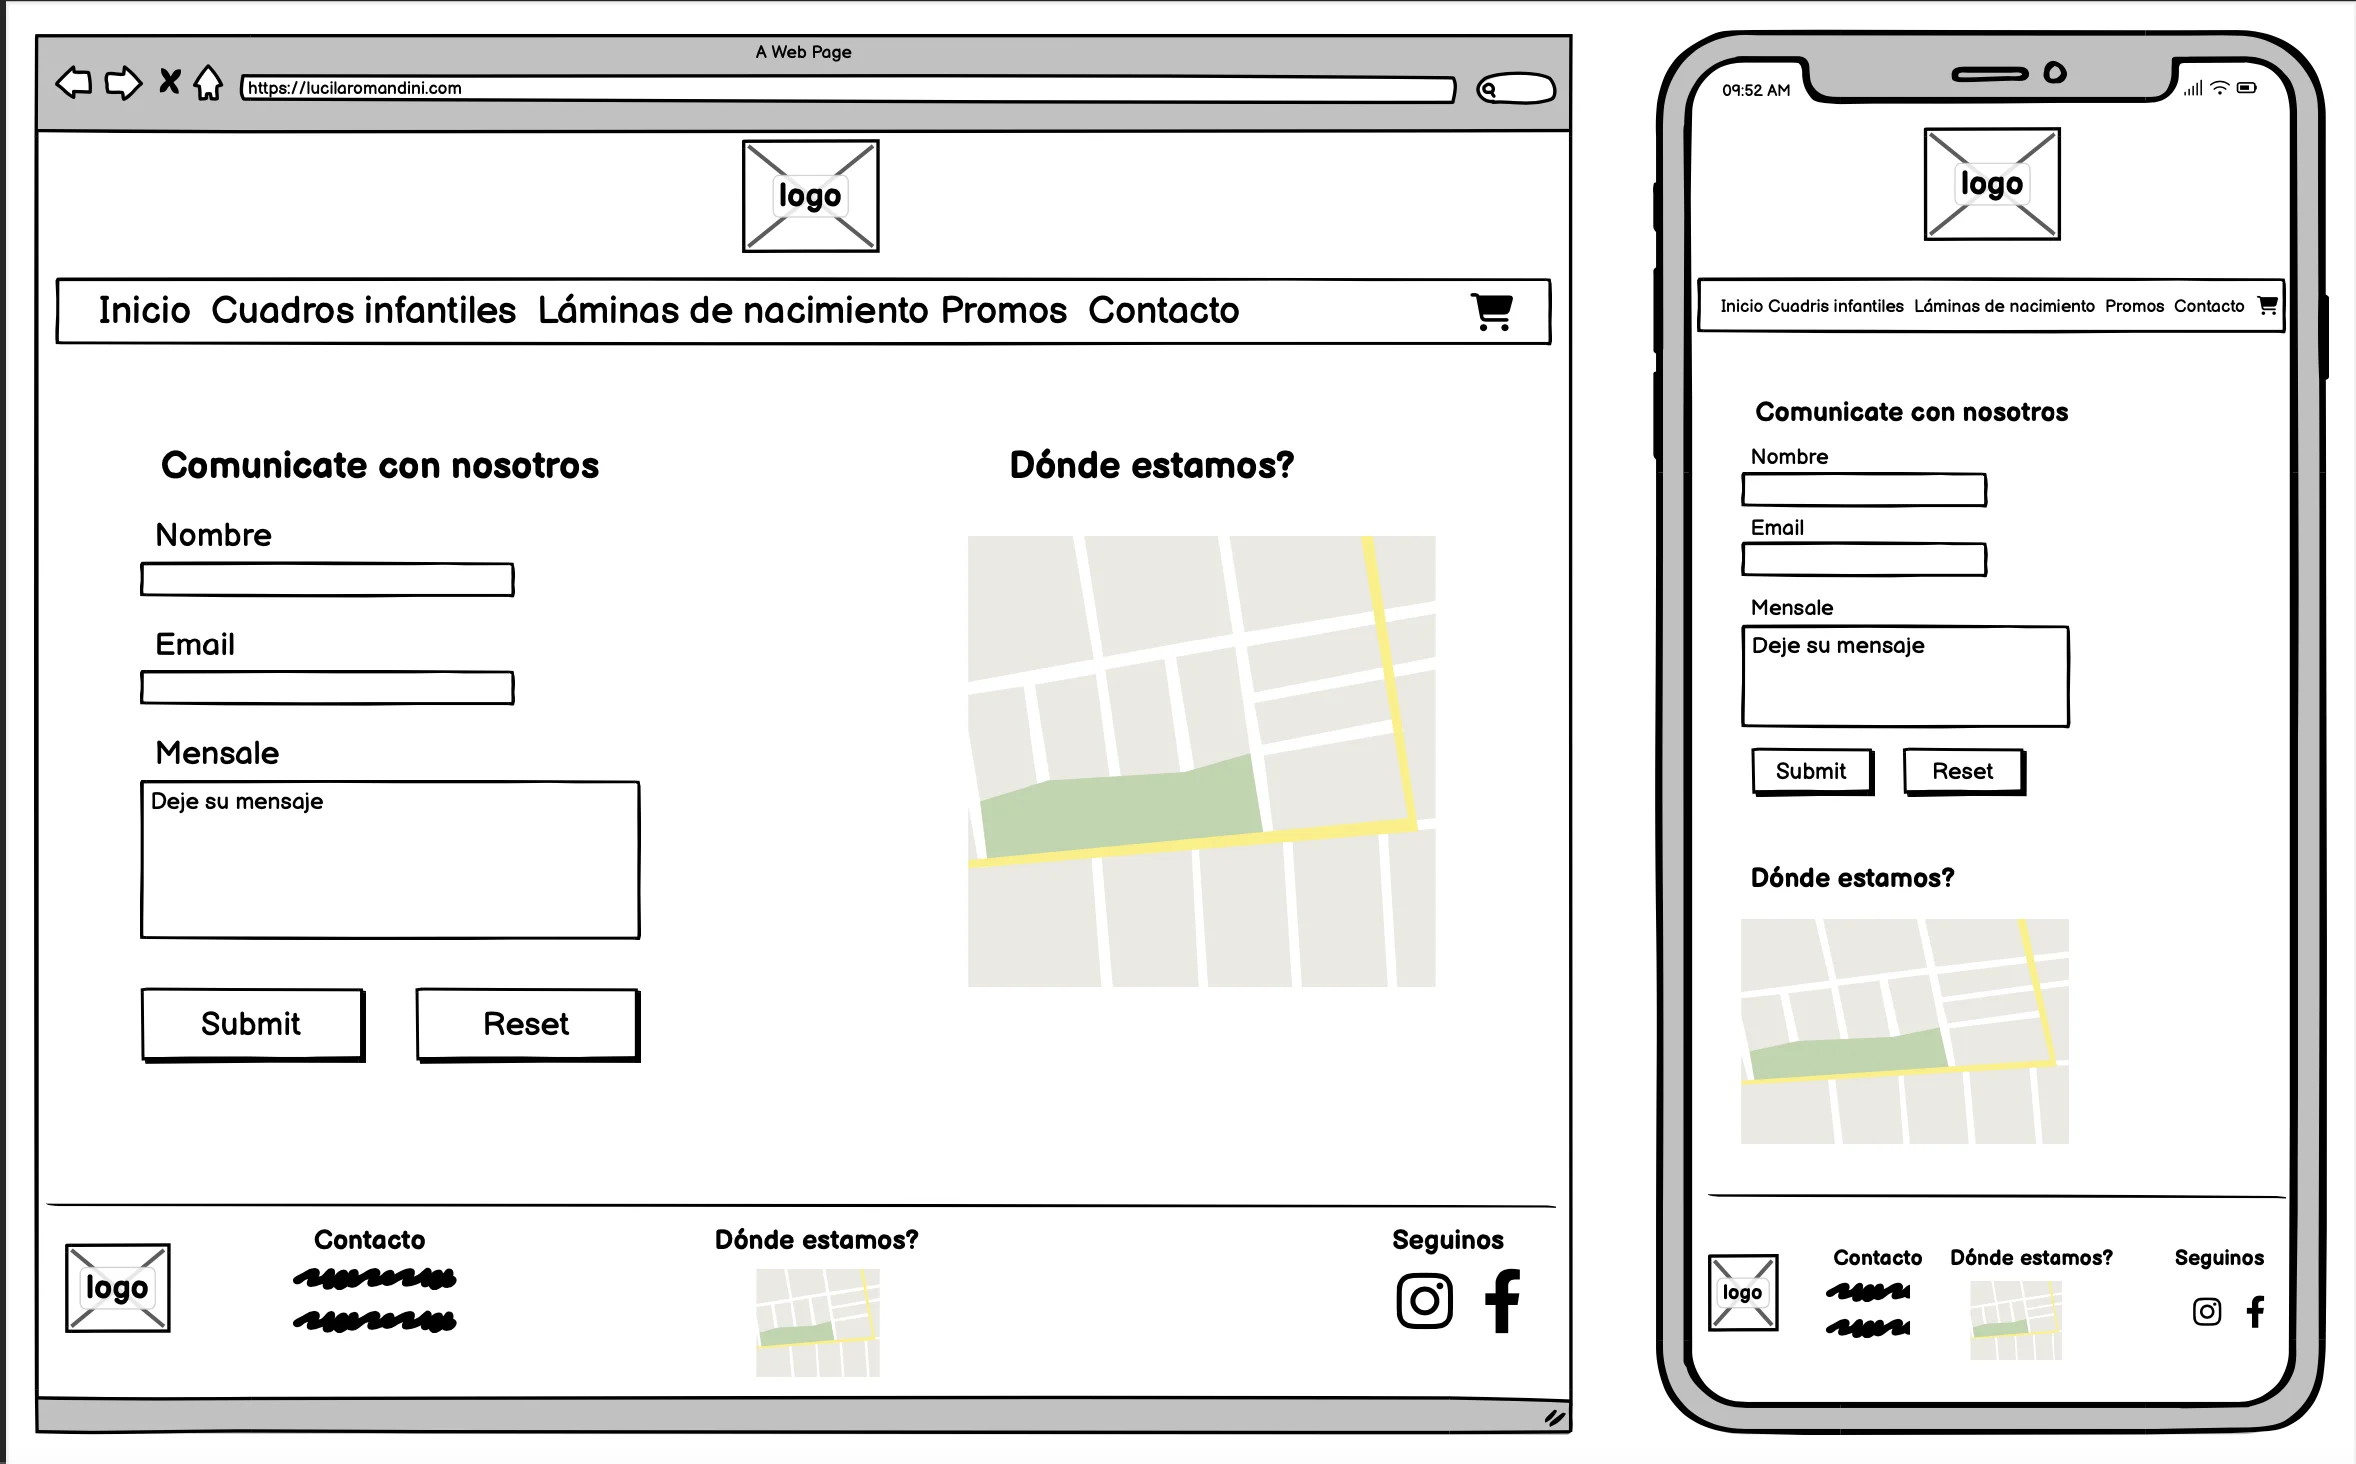 A Web Page
https://lucilaromandini.com
logo
Inicio Cuadros infantiles Láminas de nacimiento Promos Contacto
Comunicate con nosotros
Nombre
Email
Mensale
Deje su mensaje
Submit Reset
Dónde estamos?
logo
Contacto
Dónde estamos?
Seguinos
09:52 AM
logo
Inicio Cuadris infantiles Láminas de nacimiento Promos Contacto
Comunicate con nosotros
Nombre
Email
Mensale
Deje su mensaje
Submit Reset
Dónde estamos?
logo
Contacto
Dónde estamos?
Seguinos